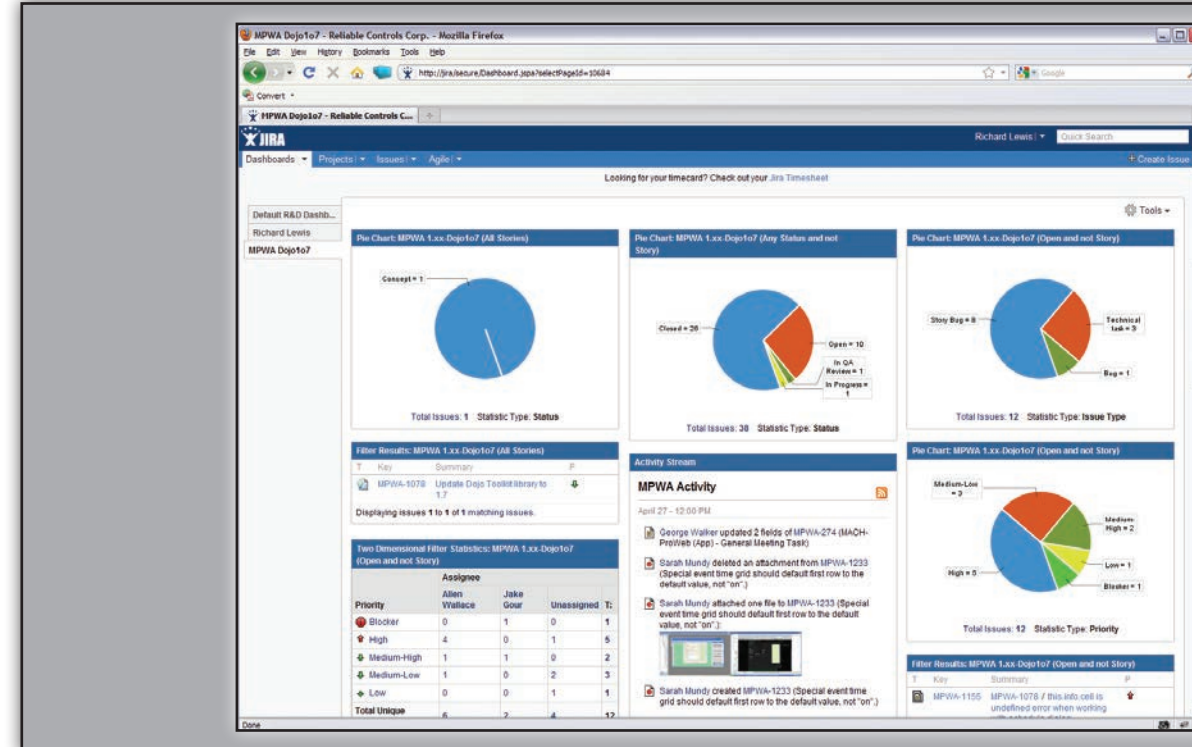 MPWA Dojo1o7 - Reliable Controls Corp. - Mozilla Firefox
File Edit View History Bookmarks Tools Help
http://jira/secure/Dashboard.jspa?selectPageId=10684
Google
Convert
MPWA Dojo1o7 - Reliable Controls C...
JIRA
Richard Lewis
Quick Search
Dashboards Projects Issues Agile
+ Create Issue
Looking for your timecard? Check out your Jira Timesheet
Tools
Default R&D Dashb...
Richard Lewis
MPWA Dojo1o7
Pie Chart: MPWA 1.xx-Dojo1o7 (All Stories)
Concept = 1
Total Issues: 1 Statistic Type: Status
Filter Results: MPWA 1.xx-Dojo1o7 (All Stories)
T Key Summary P
MPWA-1078 Update Dojo Toolkit library to
1.7
Displaying issues 1 to 1 of 1 matching issues.
Two Dimensional Filter Statistics: MPWA 1.xx-Dojo1o7
(Open and not Story)
Assignee
Priority Allen Wallace Jake Gour Unassigned T:
Blocker 0 1 0 1
High 4 0 1 5
Medium-High 1 1 0 2
Medium-Low 1 0 2 3
Low 0 0 1 1
Total Unique 6 2 4 12
Pie Chart: MPWA 1.xx-Dojo1o7 (Any Status and not
Story)
Closed = 26
Open = 10
In QA
Review = 1
In Progress =
1
Total Issues: 38 Statistic Type: Status
Activity Stream
MPWA Activity
April 27 - 12:00 PM
George Walker updated 2 fields of MPWA-274 (MACH-
ProWeb (App) - General Meeting Task)
Sarah Mundy deleted an attachment from MPWA-1233
(Special event time grid should default first row to the
default value, not "on".)
Sarah Mundy attached one file to MPWA-1233 (Special
event time grid should default first row to the default
value, not "on".):
Sarah Mundy created MPWA-1233 (Special event time
grid should default first row to the default value, not "on".)
Pie Chart: MPWA 1.xx-Dojo1o7 (Open and not Story)
Story Bug = 8
Technical
task = 3
Bug = 1
Total Issues: 12 Statistic Type: Issue Type
Pie Chart: MPWA 1.xx-Dojo1o7 (Open and not Story)
Medium-Low
= 3
Medium-
High = 2
Low = 1
High = 5
Blocker = 1
Total Issues: 12 Statistic Type: Priority
Filter Results: MPWA 1.xx-Dojo1o7 (Open and not Story)
T Key Summary P
MPWA-1155 MPWA-1078 / this.info.cell is
undefined error when working
with schedule dialog
Done